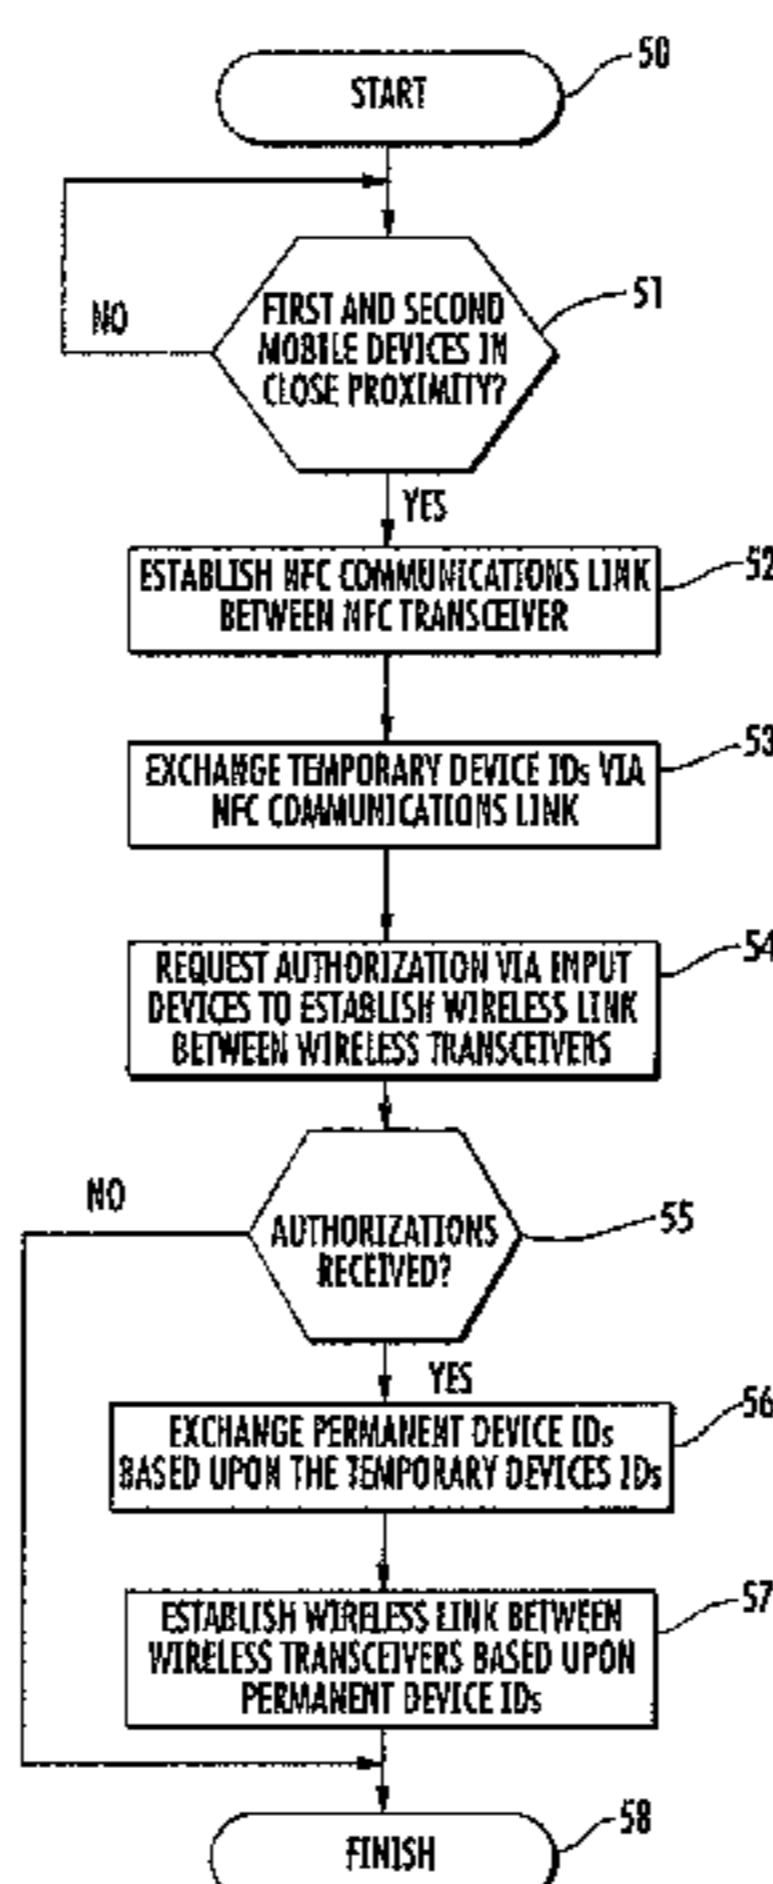 START
50
FIRST AND SECOND
MOBILE DEVICES IN
CLOSE PROXIMITY?
51
NO
YES
ESTABLISH NFC COMMUNICATIONS LINK
BETWEEN NFC TRANSCEIVER
52
EXCHANGE TEMPORARY DEVICE IDs VIA
NFC COMMUNICATIONS LINK
53
REQUEST AUTHORIZATION VIA INPUT
DEVICES TO ESTABLISH WIRELESS LINK
BETWEEN WIRELESS TRANSCEIVERS
54
NO
AUTHORIZATIONS
RECEIVED?
55
YES
EXCHANGE PERMANENT DEVICE IDs
BASED UPON THE TEMPORARY DEVICES IDs
56
ESTABLISH WIRELESS LINK BETWEEN
WIRELESS TRANSCEIVERS BASED UPON
PERMANENT DEVICE IDs
57
FINISH
58